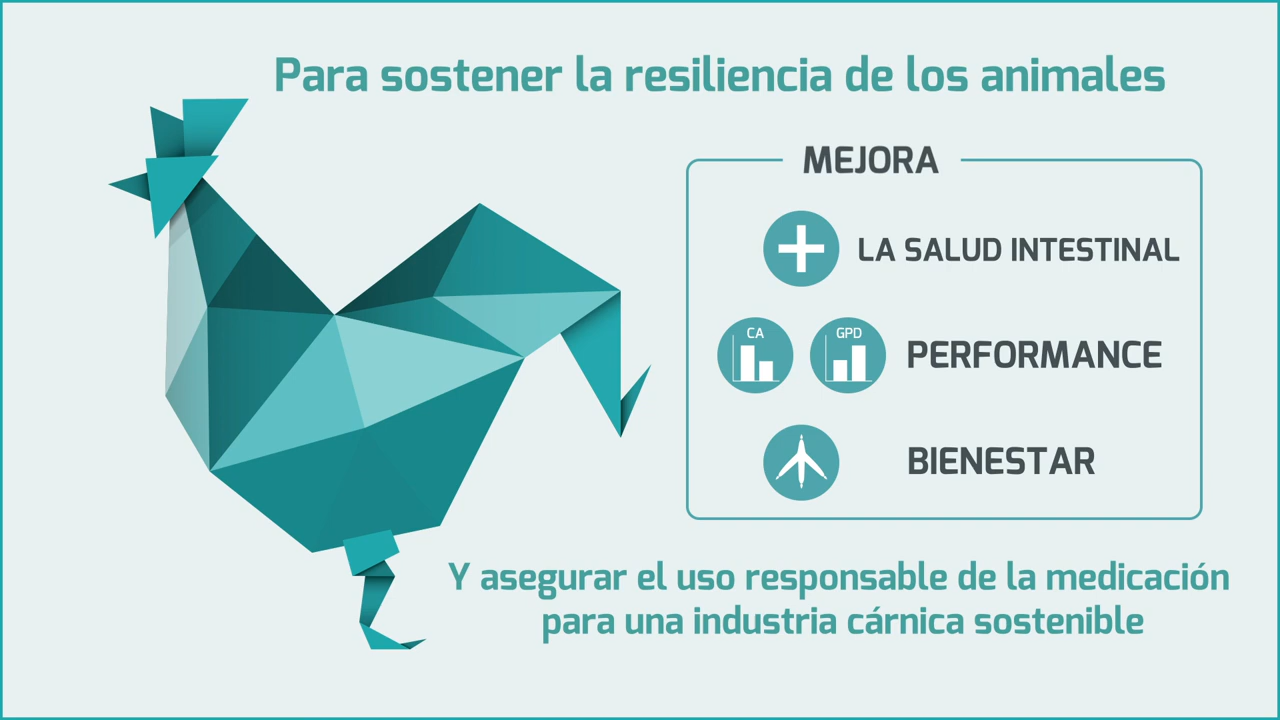 Para sostener la resiliencia de los animales
MEJORA
LA SALUD INTESTINAL
CA
GPD
PERFORMANCE
BIENESTAR
Y asegurar el uso responsable de la medicación
para una industria cárnica sostenible